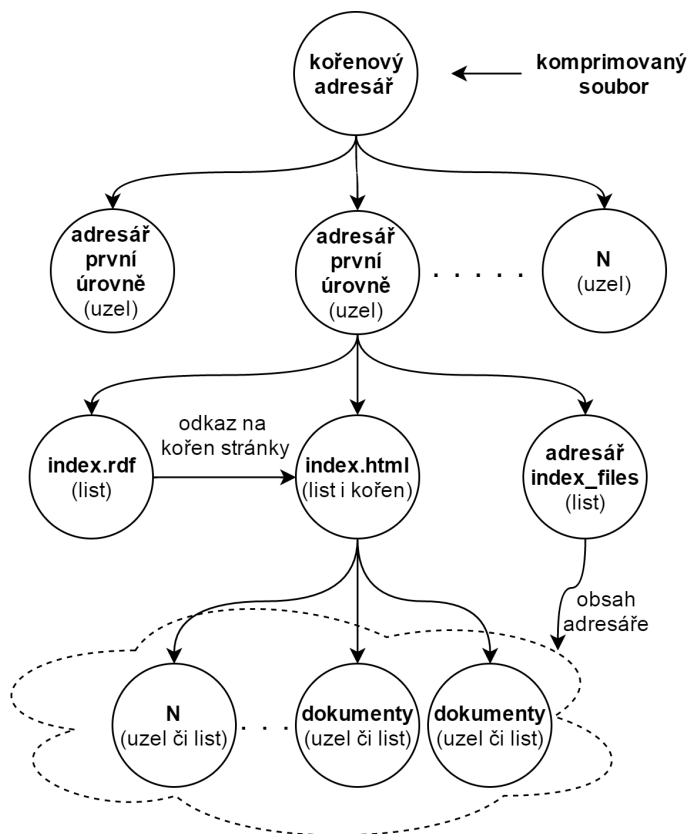 kořenový
adresář
komprimovaný
soubor
adresář
první
úrovně
(uzel)
adresář
první
úrovně
(uzel)
. . . . .
N
(uzel)
index.rdf
(list)
odkaz na
kořen stránky
index.html
(list i kořen)
adresář
index_files
(list)
obsah
adresáře
N
(uzel či list)
. . .
dokumenty
(uzel či list)
dokumenty
(uzel či list)